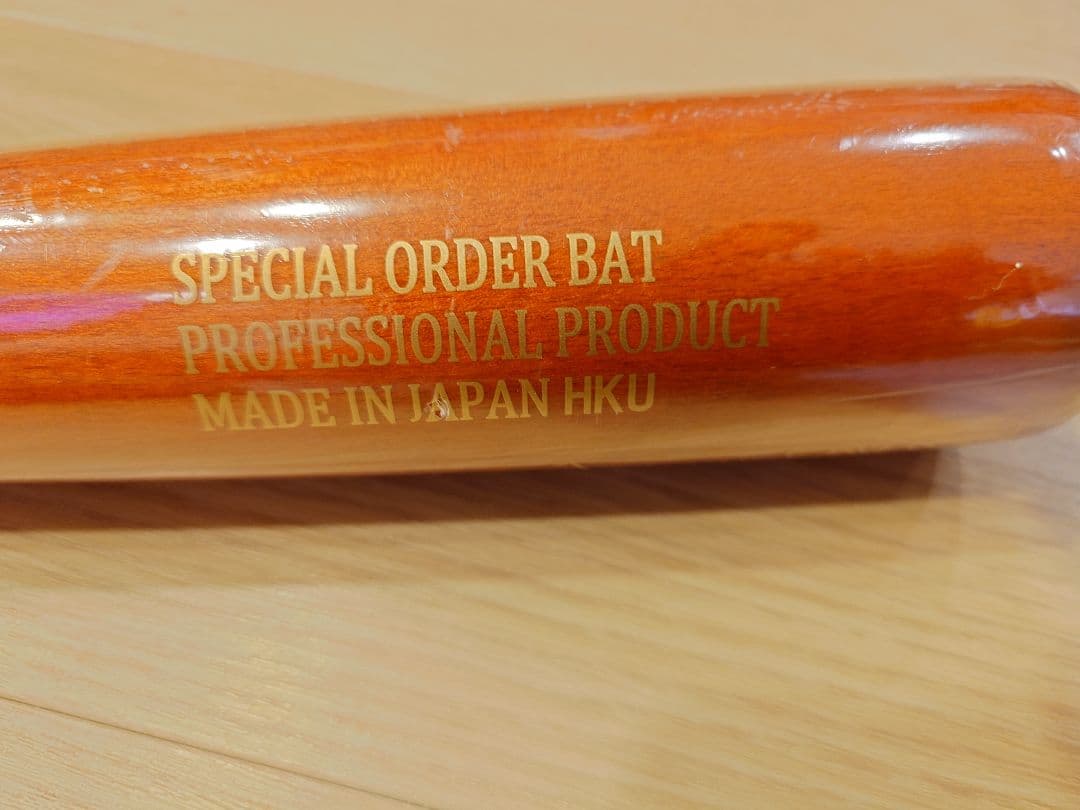 SPECIAL ORDER BAT
PROFESSIONAL PRODUCT
MADE IN JAPAN HKU